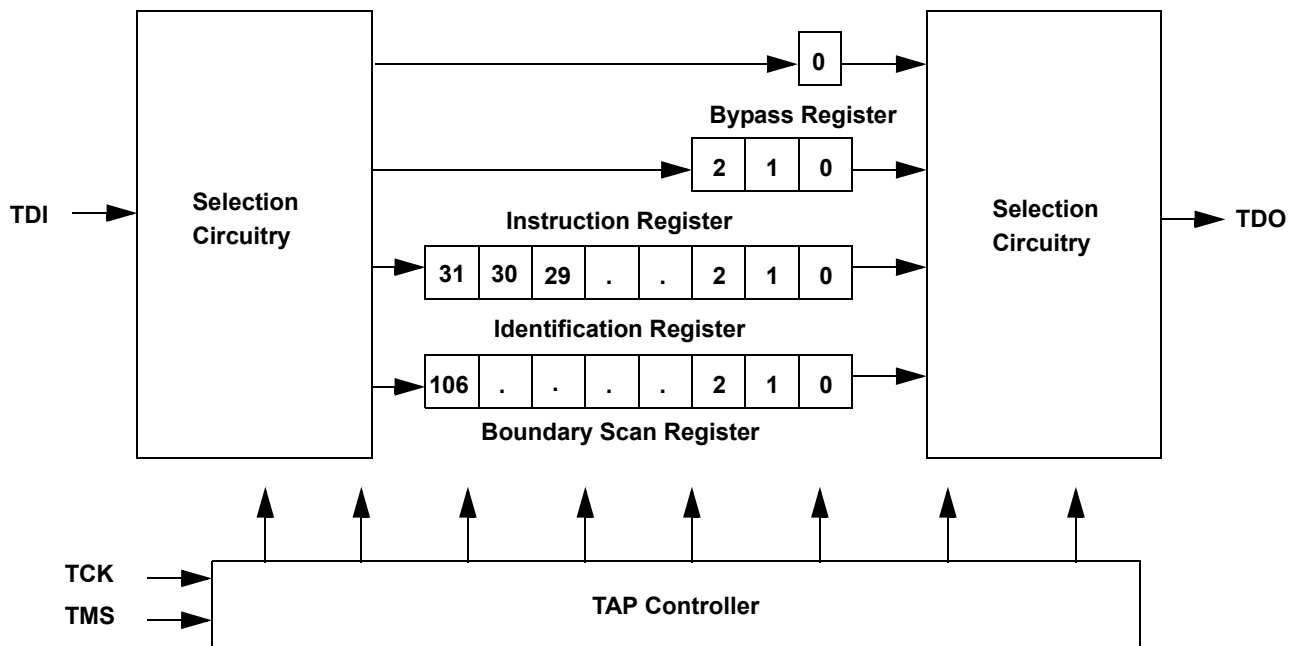 0
Bypass Register
2 1 0
Selection
Circuitry
TDI
Instruction Register
31 30 29 . . 2 1 0
Identification Register
106 . . . . 2 1 0
Boundary Scan Register
Selection
Circuitry
TDO
TCK
TMS
TAP Controller